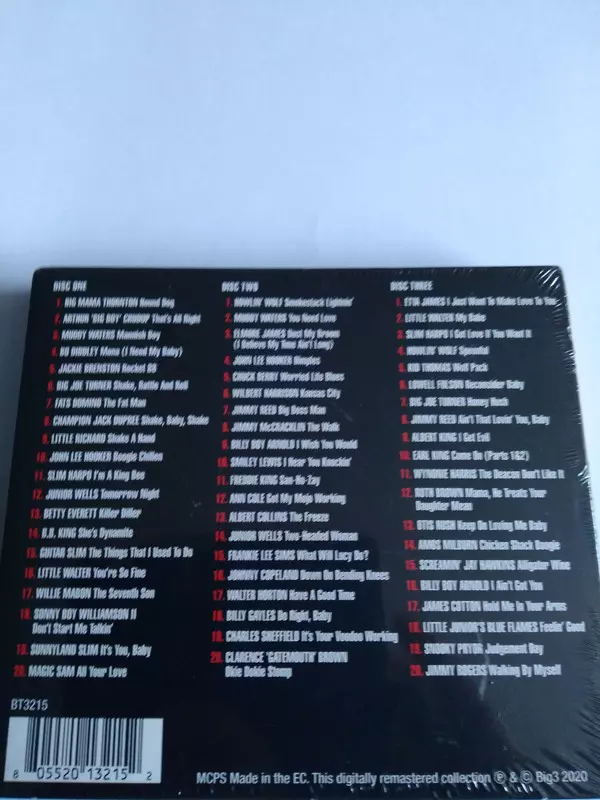 DISC ONE
1. BIG MAMA THORNTON Hound Dog
2. ARTHUR 'BIG BOY' CRUDUP That's All Right
3. MUDDY WATERS Mannish Boy
4. BO DIDDLEY Mona (I Need My Baby)
5. JACKIE BRENSTON Rocket 88
6. BIG JOE TURNER Shake, Rattle And Roll
7. FATS DOMINO The Fat Man
8. CHAMPION JACK DUPREE Shake, Baby, Shake
9. LITTLE RICHARD Shake A Hand
10. JOHN LEE HOOKER Boogie Chillen
11. SLIM HARPO I'm A King Bee
12. JUNIOR WELLS Tomorrow Night
13. BETTY EVERETT Killer Diller
14. B.B. KING She's Dynamite
15. GUITAR SLIM The Things That I Used To Do
16. LITTLE WALTER You're So Fine
17. WILLIE MABON The Seventh Son
18. SONNY BOY WILLIAMSON II
Don't Start Me Talkin'
19. SUNNYLAND SLIM It's You, Baby
20. MAGIC SAM All Your Love
DISC TWO
1. HOWLIN' WOLF Smokestack Lightnin'
2. MUDDY WATERS You Need Love
3. ELMORE JAMES Dust My Broom
(I Believe My Time Ain't Long)
4. JOHN LEE HOOKER Dimples
5. CHUCK BERRY Worried Life Blues
6. WILBERT HARRISON Kansas City
7. JIMMY REED Big Boss Man
8. JIMMY McCRACKLIN The Walk
9. BILLY BOY ARNOLD I Wish You Would
10. SMILEY LEWIS I Hear You Knockin'
11. FREDDIE KING San-Ho-Zay
12. ANN COLE Got My Mojo Working
13. ALBERT COLLINS The Freeze
14. JUNIOR WELLS Two-Headed Woman
15. FRANKIE LEE SIMS What Will Lucy Do?
16. JOHNNY COPELAND Down On Bending Knees
17. WALTER HORTON Have A Good Time
18. BILLY GAYLES Do Right, Baby
19. CHARLES SHEFFIELD It's Your Voodoo Working
20. CLARENCE 'GATEMOUTH' BROWN
Okie Dokie Stomp
DISC THREE
1. ETTA JAMES I Just Want To Make Love To You
2. LITTLE WALTER My Babe
3. SLIM HARPO I Got Love If You Want It
4. HOWLIN' WOLF Spoonful
5. KID THOMAS Wolf Pack
6. LOWELL FULSON Reconsider Baby
7. BIG JOE TURNER Honey Hush
8. JIMMY REED Ain't That Lovin' You, Baby
9. ALBERT KING I Get Evil
10. EARL KING Come On (Parts 1&2)
11. WYNONIE HARRIS The Deacon Don't Like It
12. RUTH BROWN Mama, He Treats Your
Daughter Mean
13. OTIS RUSH Keep On Loving Me Baby
14. AMOS MILBURN Chicken Shack Boogie
15. SCREAMIN' JAY HAWKINS Alligator Wine
16. BILLY BOY ARNOLD I Ain't Got You
17. JAMES COTTON Hold Me In Your Arms
18. LITTLE JUNIOR'S BLUE FLAMES Feelin' Good
19. SNOOKY PRYOR Judgement Day
20. JIMMY ROGERS Walking By Myself
BT3215
8 05520 13215 2
MCPS Made in the EC. This digitally remastered collection ℗ & © Big3 2020